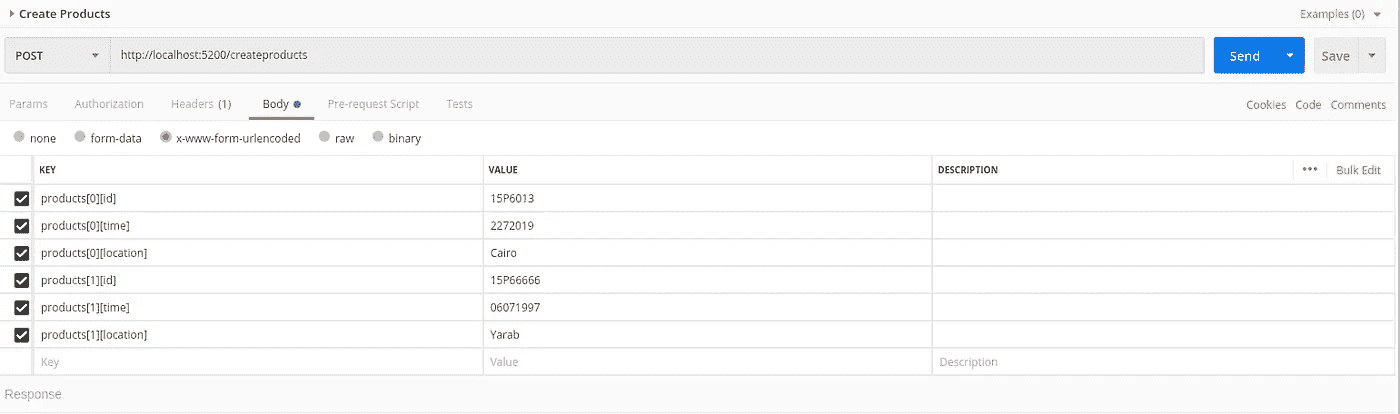 Create Products Examples (0)
POST http://localhost:5200/createproducts Send Save
Params Authorization Headers (1) Body Pre-request Script Tests Cookies Code Comments
none form-data x-www-form-urlencoded raw binary
KEY VALUE DESCRIPTION ••• Bulk Edit
products[0][id] 15P6013
products[0][time] 2272019
products[0][location] Cairo
products[1][id] 15P66666
products[1][time] 06071997
products[1][location] Yarab
Key Value Description
Response